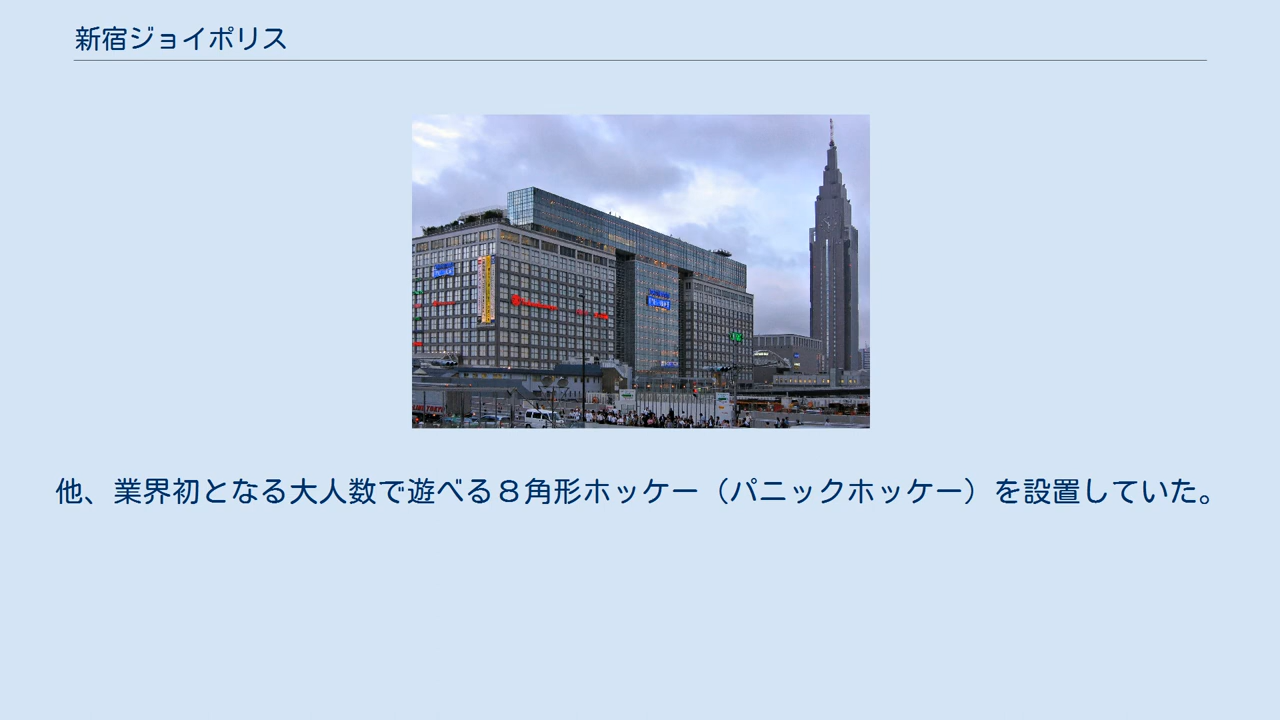 新宿ジョイポリス
他、業界初となる大人数で遊べる８角形ホッケー（パニックホッケー）を設置していた。